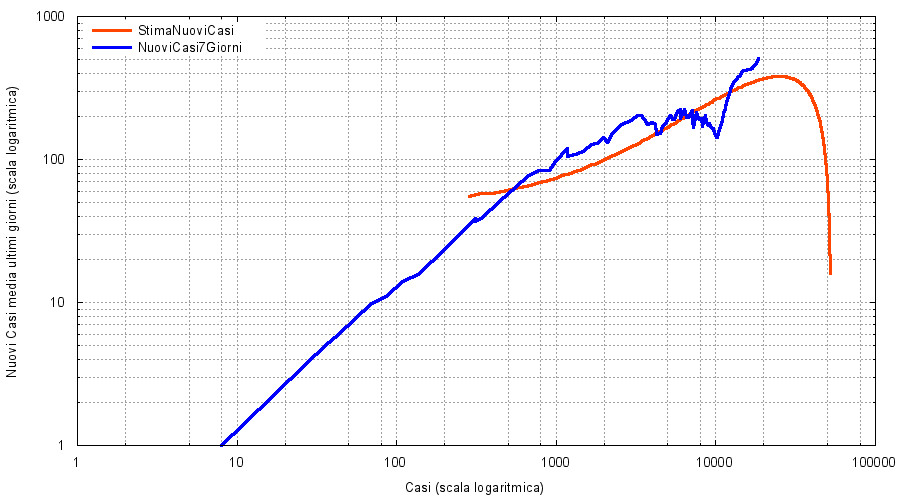 StimaNuoviCasi
NuoviCasi7Giorni
Nuovi Casi media ultimi giorni (scala logaritmica)
1000
100
10
1
1 10 100 1000 10000 100000
Casi (scala logaritmica)